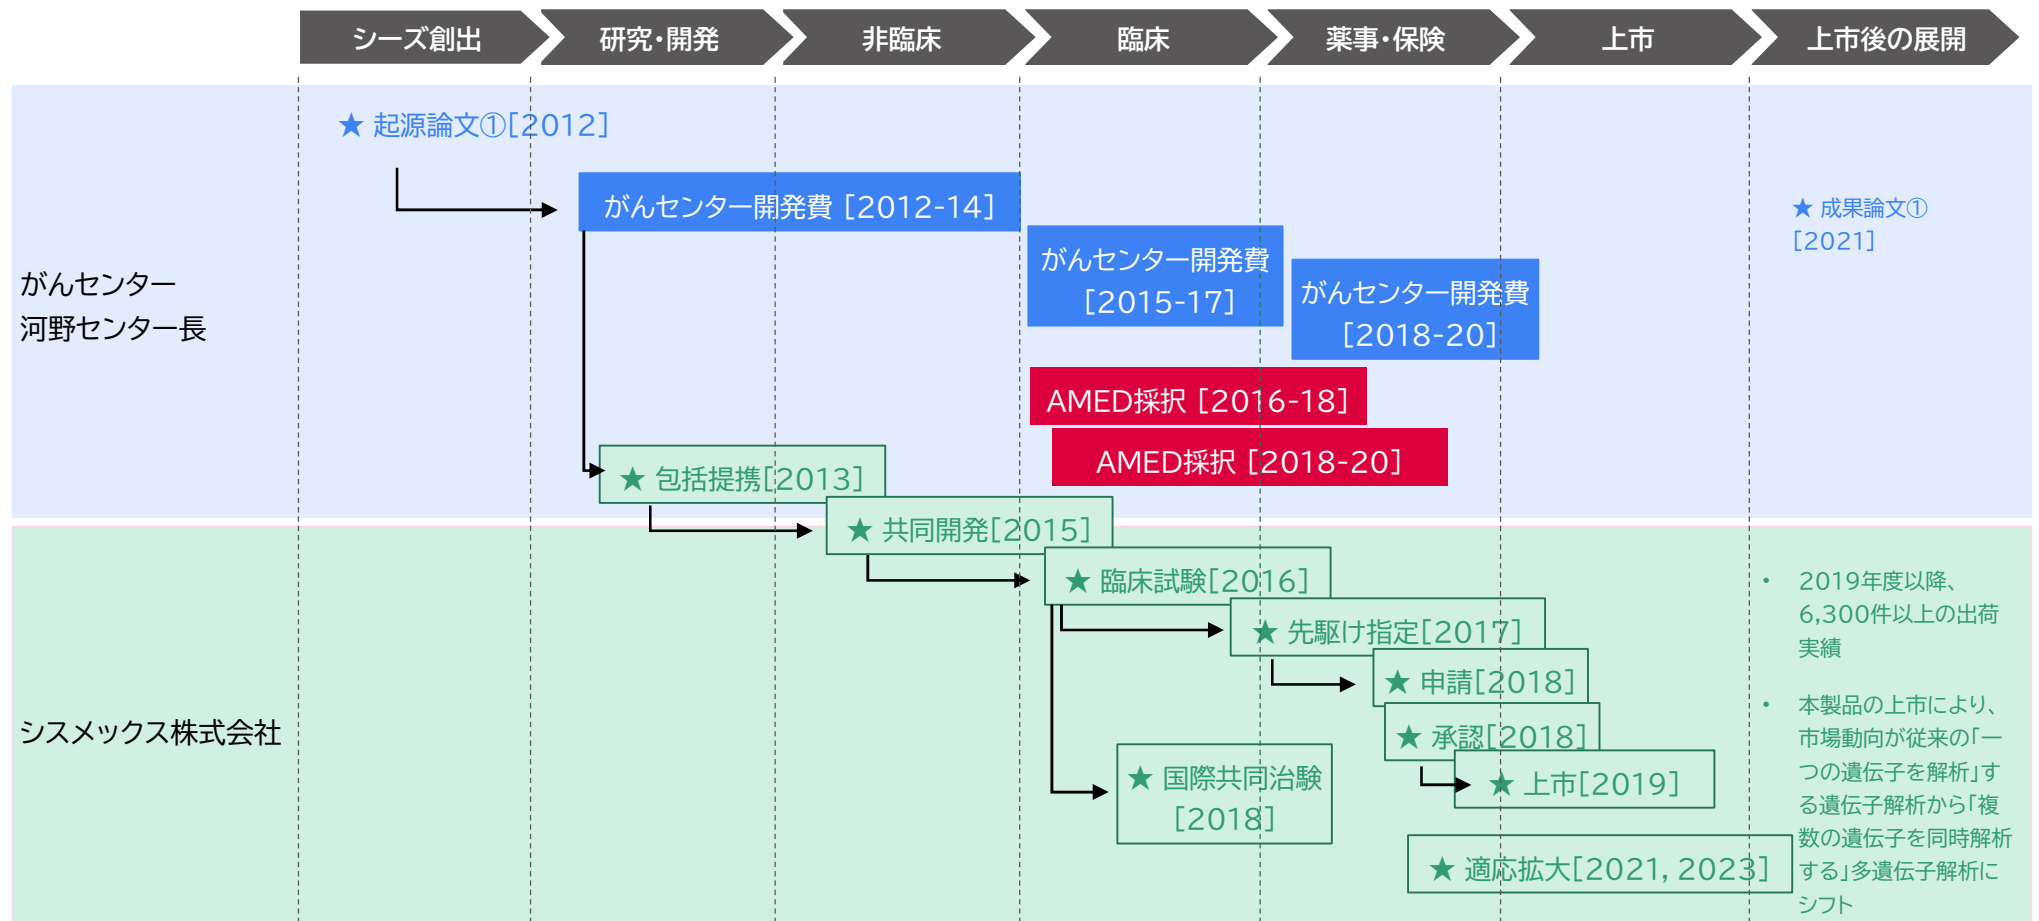 シーズ創出
研究・開発
非臨床
臨床
薬事・保険
上市
上市後の展開
がんセンター
河野センター長
★ 起源論文①[2012]
がんセンター開発費 [2012-14]
がんセンター開発費
[2015-17]
がんセンター開発費
[2018-20]
★ 成果論文①
[2021]
AMED採択 [2016-18]
AMED採択 [2018-20]
★ 包括提携[2013]
★ 共同開発[2015]
シスメックス株式会社
★ 臨床試験[2016]
★ 先駆け指定[2017]
★ 申請[2018]
★ 承認[2018]
★ 上市[2019]
★ 国際共同治験
[2018]
★ 適応拡大[2021, 2023]
• 2019年度以降、
6,300件以上の出荷
実績
• 本製品の上市により、
市場動向が従来の「一
つの遺伝子を解析」す
る遺伝子解析から「複
数の遺伝子を同時解析
する」多遺伝子解析に
シフト